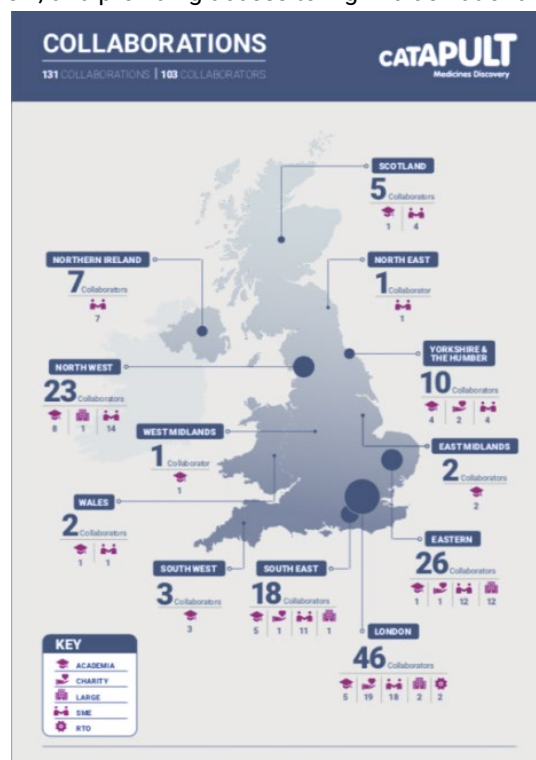 COLLABORATIONS
131 COLLABORATIONS | 103 COLLABORATORS
CATAPULT
Medicines Discovery
SCOTLAND
5 Collaborators
1 4
NORTHERN IRELAND
7 Collaborators
7
NORTH EAST
1 Collaborator
1
NORTH WEST
23 Collaborators
8 1 14
YORKSHIRE &
THE HUMBER
10 Collaborators
4 2 4
WEST MIDLANDS
1 Collaborator
1
EAST MIDLANDS
2 Collaborators
2
WALES
2 Collaborators
1 1
EASTERN
26 Collaborators
1 1 12 12
SOUTH WEST
3 Collaborators
3
SOUTH EAST
18 Collaborators
5 1 11 1
LONDON
46 Collaborators
5 19 18 2 2
KEY
ACADEMIA
CHARITY
LARGE
SME
RTO